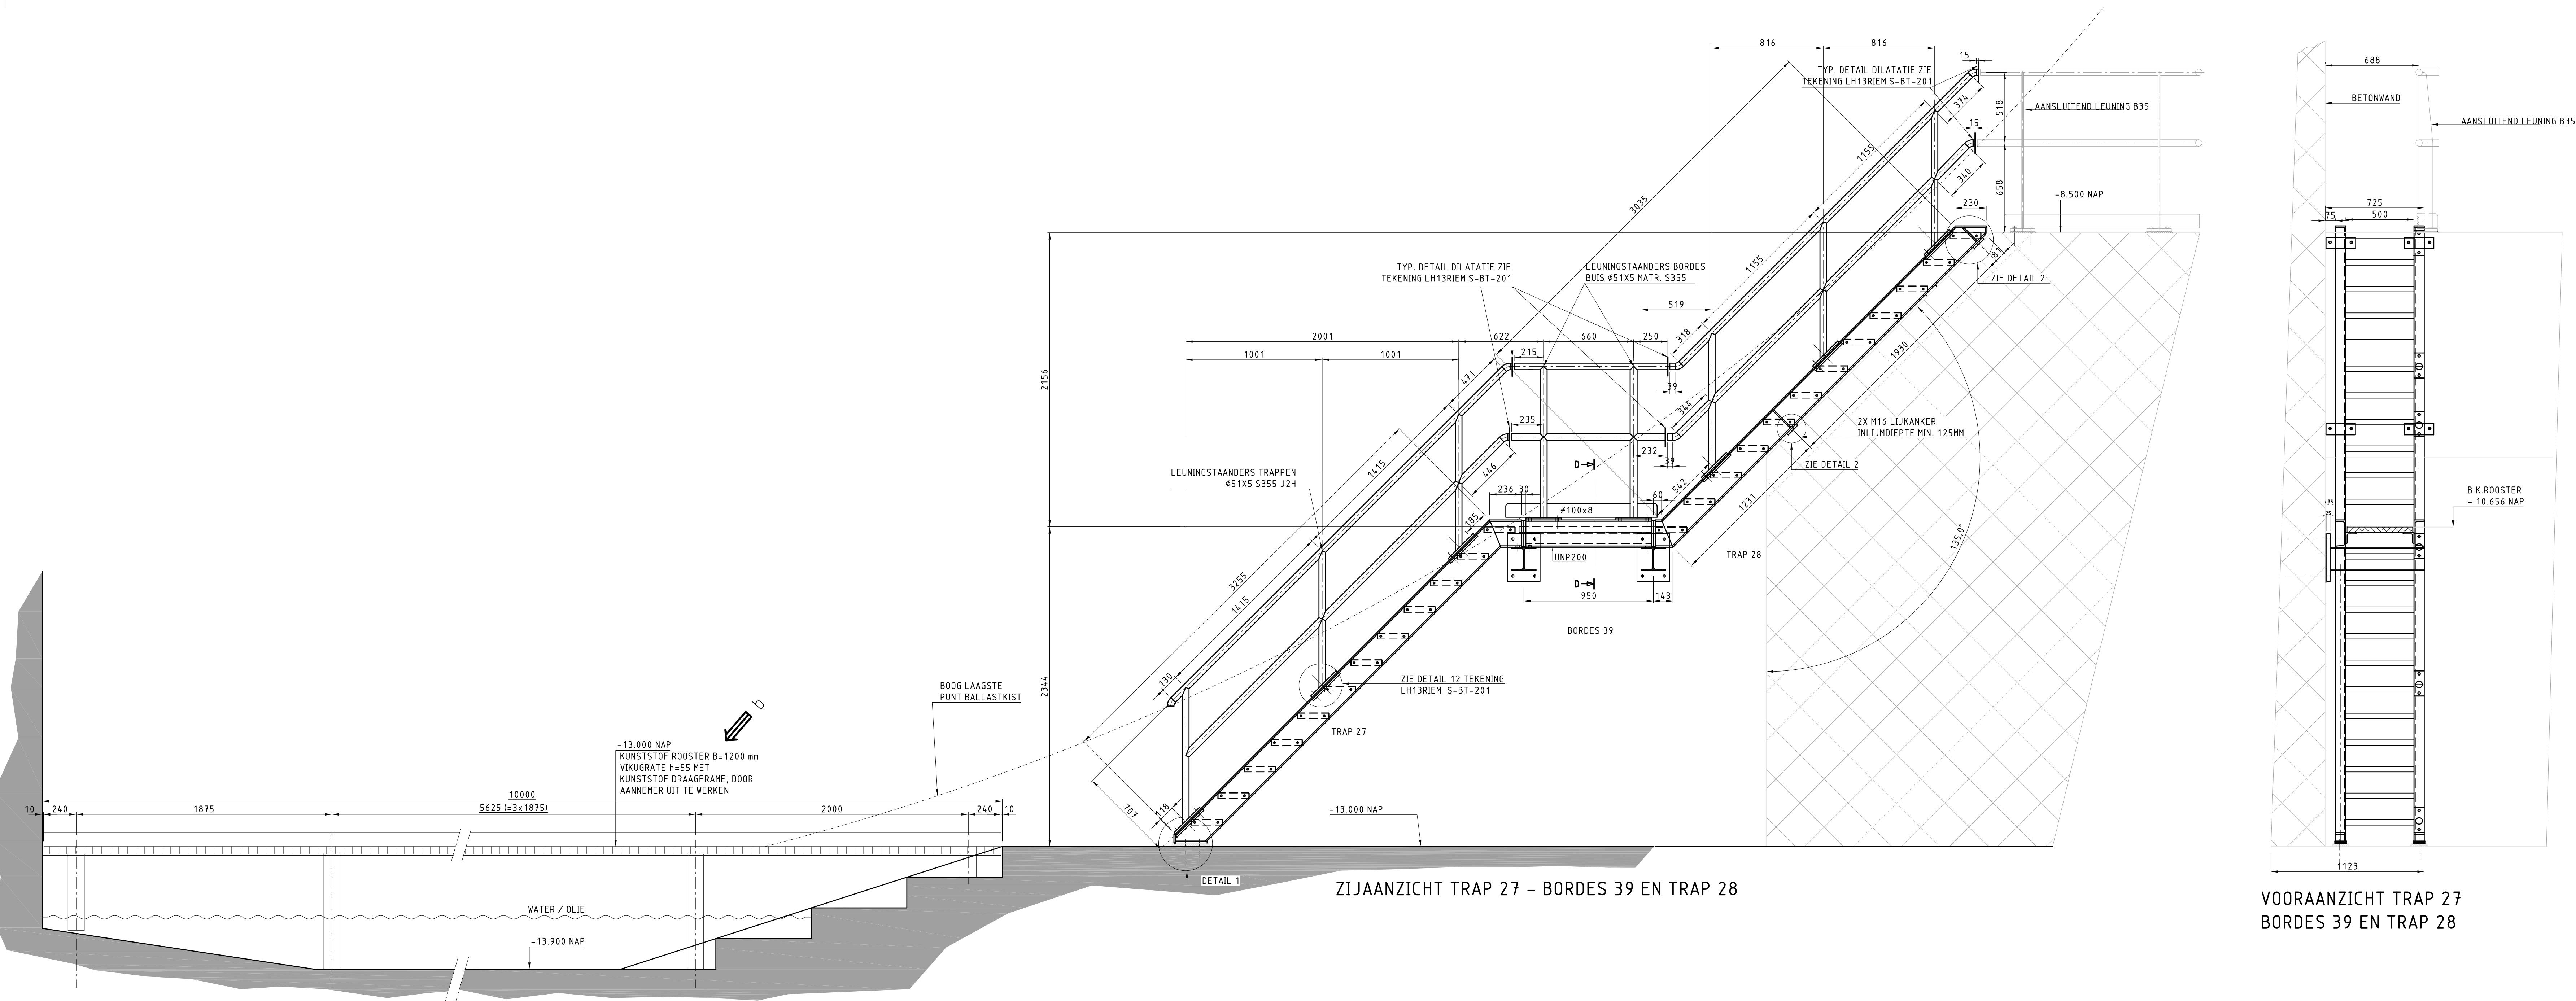 816
816
15
TYP. DETAIL DILATATIE ZIE
TEKENING LH13RIEM S-BT-201
374
518
AANSLUITEND LEUNING B35
15
1155
340
658
3035
-8.500 NAP
230
81
ZIE DETAIL 2
1155
TYP. DETAIL DILATATIE ZIE
TEKENING LH13RIEM S-BT-201
LEUNINGSTAANDERS BORDES
BUIS Ø51X5 MATR. S355
519
318
2001
622
660
250
1001
1001
215
1930
2156
471
39
344
235
2X M16 LIJKANKER
INLIJMDIEPTE MIN. 125MM
ZIE DETAIL 2
1415
446
232
39
D
LEUNINGSTAANDERS TRAPPEN
Ø51X5 S355 J2H
236
30
60
542
1231
185
≠100x8
135,0°
TRAP 28
UNP200
D
950
143
3255
1415
BORDES 39
130
ZIE DETAIL 12 TEKENING
LH13RIEM S-BT-201
2344
BOOG LAAGSTE
PUNT BALLASTKIST
TRAP 27
b
-13.000 NAP
KUNSTSTOF ROOSTER B=1200 mm
VIKUGRATE h=55 MET
KUNSTSTOF DRAAGFRAME, DOOR
AANNEMER UIT TE WERKEN
10000
10
240
1875
5625 (=3x1875)
2000
240
10
707
118
-13.000 NAP
DETAIL 1
WATER / OLIE
-13.900 NAP
ZIJAANZICHT TRAP 27 - BORDES 39 EN TRAP 28
688
BETONWAND
AANSLUITEND LEUNING B35
725
75
500
B.K.ROOSTER
- 10.656 NAP
75
25
1123
VOORAANZICHT TRAP 27
BORDES 39 EN TRAP 28